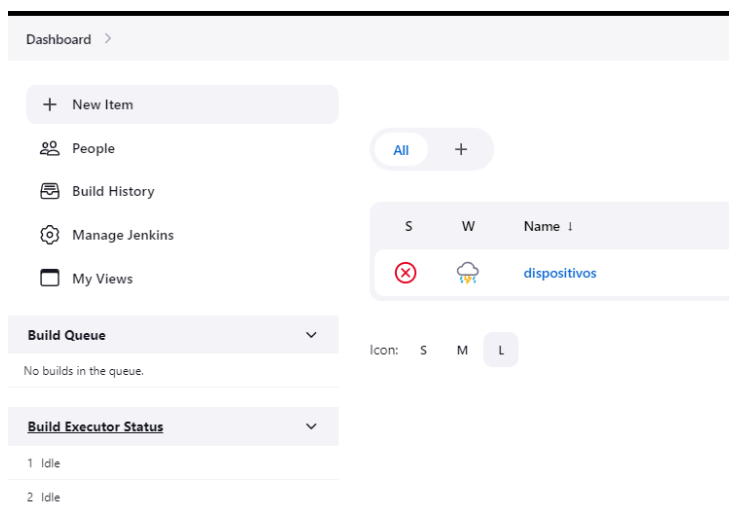 Dashboard
New Item
People
Build History
Manage Jenkins
My Views
Build Queue
No builds in the queue.
Build Executor Status
1 Idle
2 Idle
All +
S W Name ↓
dispositivos
Icon: S M L